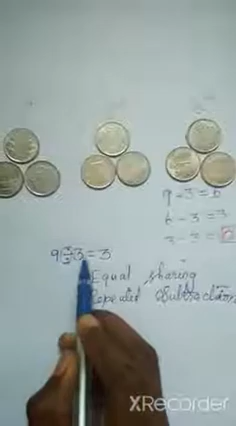 9 - 3 = 6
6 - 3 = 3
3 - 3 = 0
9 ÷ 3 = 3
Equal sharing
Repeated Subtraction
XRecorder